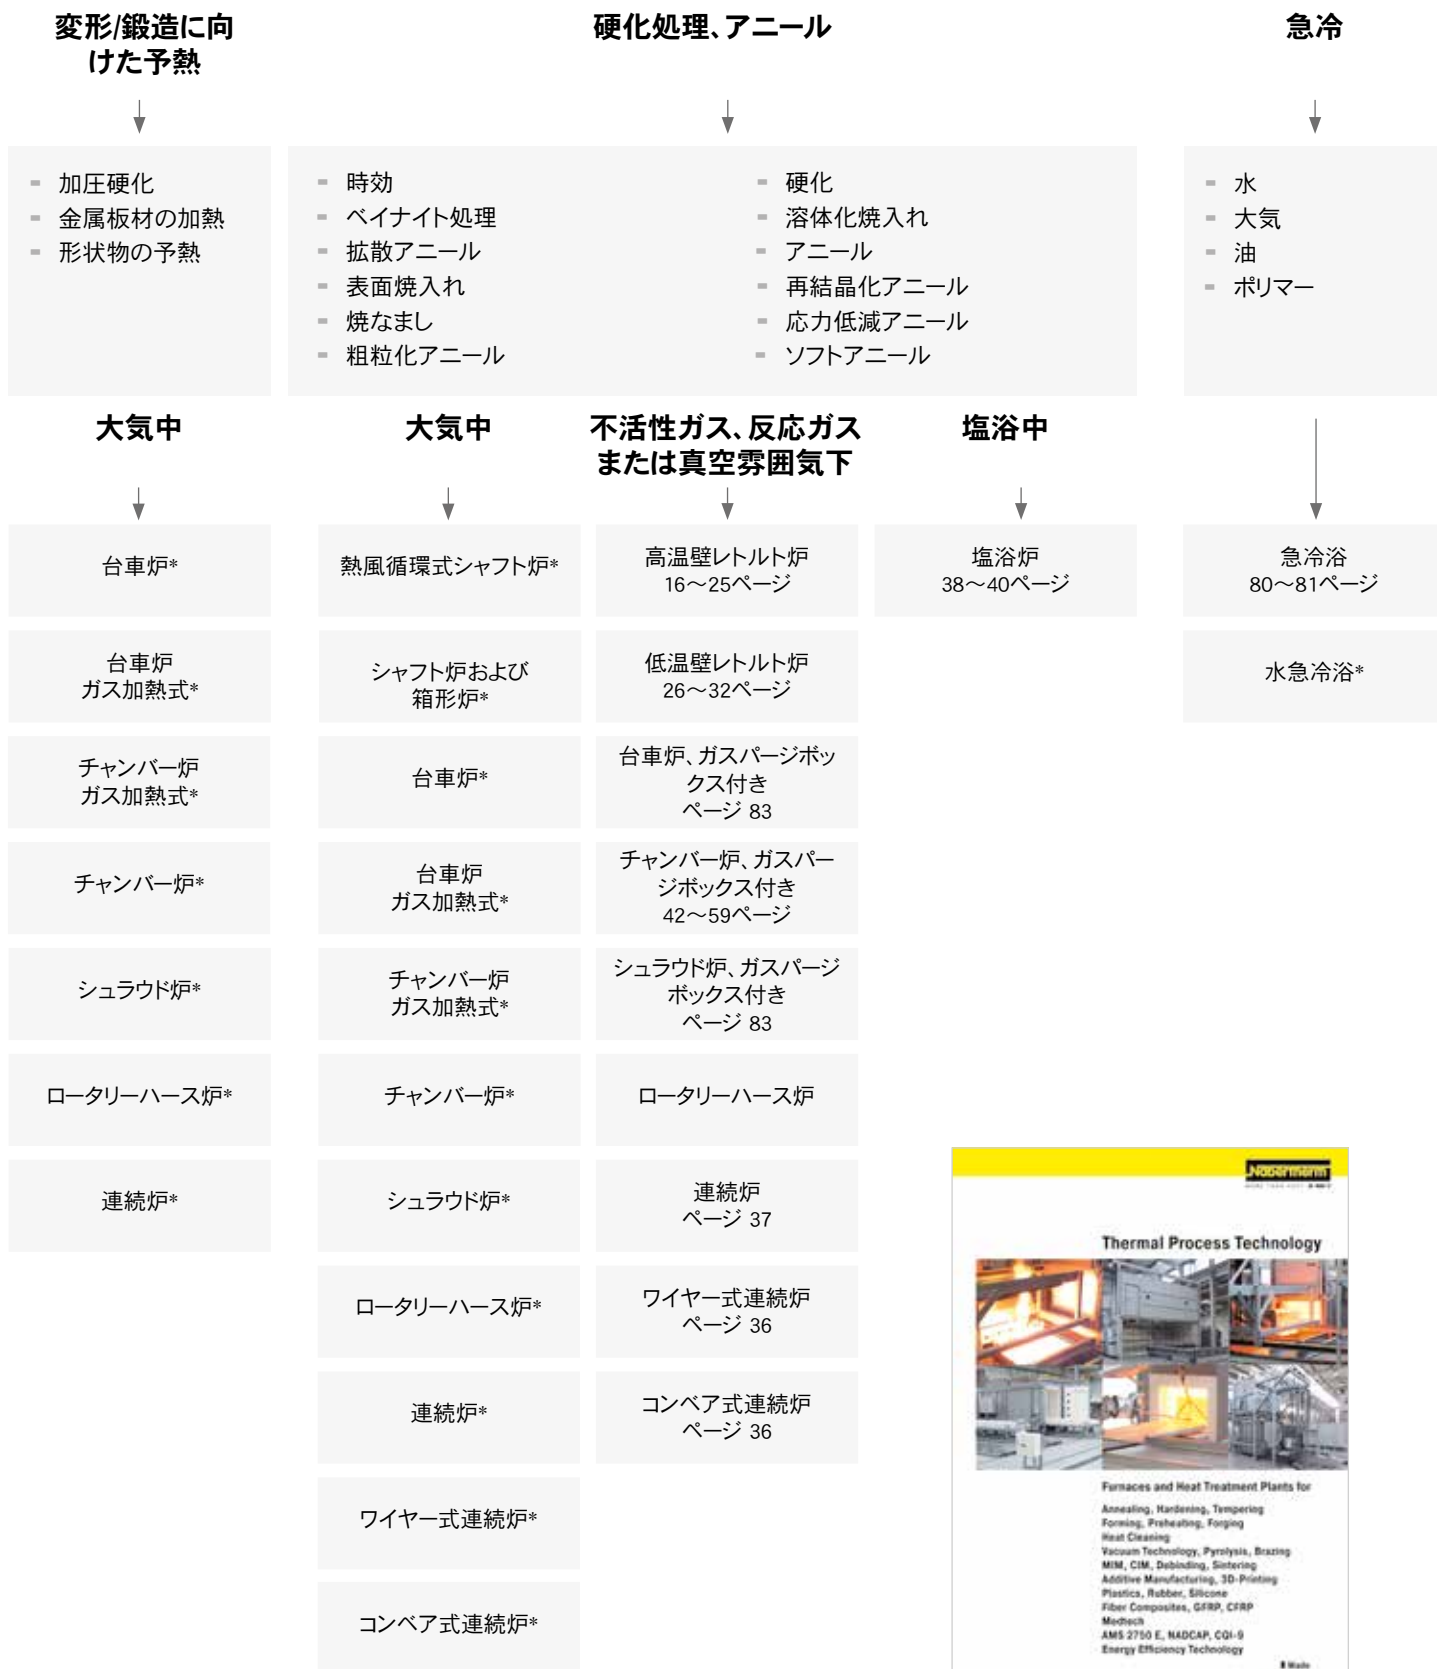 変形/鍛造に向
けた予熱
硬化処理、アニール
急冷
加圧硬化
金属板材の加熱
形状物の予熱
時効
ベイナイト処理
拡散アニール
表面焼入れ
焼なまし
粗粒化アニール
硬化
溶体化焼入れ
アニール
再結晶化アニール
応力低減アニール
ソフトアニール
水
大気
油
ポリマー
大気中
台車炉*
台車炉
ガス加熱式*
チャンバー炉
ガス加熱式*
チャンバー炉*
シュラウド炉*
ロータリーハース炉*
連続炉*
大気中
熱風循環式シャフト炉*
シャフト炉および
箱形炉*
台車炉*
台車炉
ガス加熱式*
チャンバー炉
ガス加熱式*
チャンバー炉*
シュラウド炉*
ロータリーハース炉*
連続炉*
ワイヤー式連続炉*
コンベア式連続炉*
不活性ガス、反応ガス
または真空雰囲気下
高温壁レトルト炉
16～25ページ
低温壁レトルト炉
26～32ページ
台車炉、ガスパージボッ
クス付き
ページ 83
チャンバー炉、ガスパー
ジボックス付き
42～59ページ
シュラウド炉、ガスパージ
ボックス付き
ページ 83
ロータリーハース炉
連続炉
ページ 37
ワイヤー式連続炉
ページ 36
コンベア式連続炉
ページ 36
塩浴中
塩浴炉
38～40ページ
急冷浴
80～81ページ
水急冷浴*
Nabertherm
Thermal Process Technology
Furnaces and Heat Treatment Plants for
Annealing, Hardening, Tempering
Forming, Preheating, Forging
Heat Cleaning
Vacuum Technology, Pyrolysis, Brazing
MIM, CIM, Debinding, Sintering
Additive Manufacturing, 3D-Printing
Plastics, Rubber, Silicone
Fiber Composites, GFRP, CFRP
Medtech
AMS 2750 E, NADCAP, CQI-9
Energy Efficiency Technology
Made